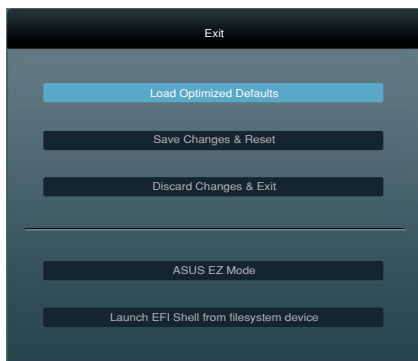 Exit
Load Optimized Defaults
Save Changes & Reset
Discard Changes & Exit
ASUS EZ Mode
Launch EFI Shell from filesystem device